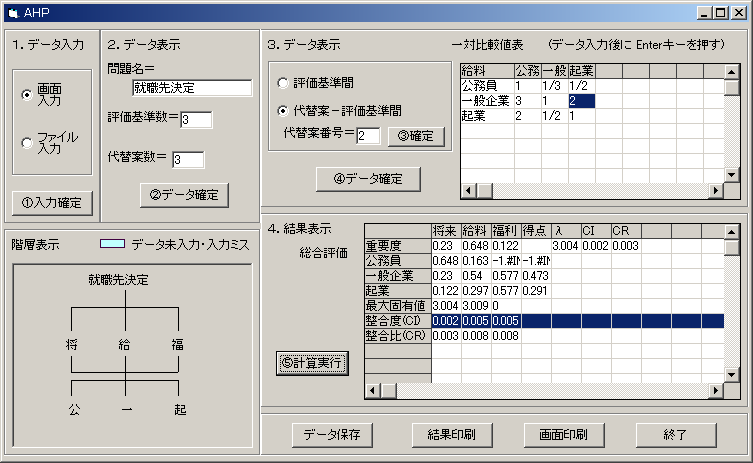 AHP
1. データ入力
画面入力
ファイル入力
①入力確定
2. データ表示
問題名＝
就職先決定
評価基準数＝ 3
代替案数＝ 3
②データ確定
3. データ表示
一対比較値表 (データ入力後に Enterキーを押す)
評価基準間
代替案－評価基準間
代替案番号＝ 2 ③確定
④データ確定
給料 公務 一般 起業
公務員 1 1/3 1/2
一般企業 3 1 2
起業 2 1/2 1
階層表示 データ未入力・入力ミス
就職先決定
将 給 福
公 一 起
4. 結果表示
総合評価
⑤計算実行
将来 給料 福利 得点 λ CI CR
重要度 0.23 0.648 0.122 3.004 0.002 0.003
公務員 0.648 0.163 -1.#IN -1.#IN
一般企業 0.23 0.54 0.577 0.473
起業 0.122 0.297 0.577 0.291
最大固有値 3.004 3.009 0
整合度(CI) 0.002 0.005 0.005
整合比(CR) 0.003 0.008 0.008
データ保存 結果印刷 画面印刷 終了